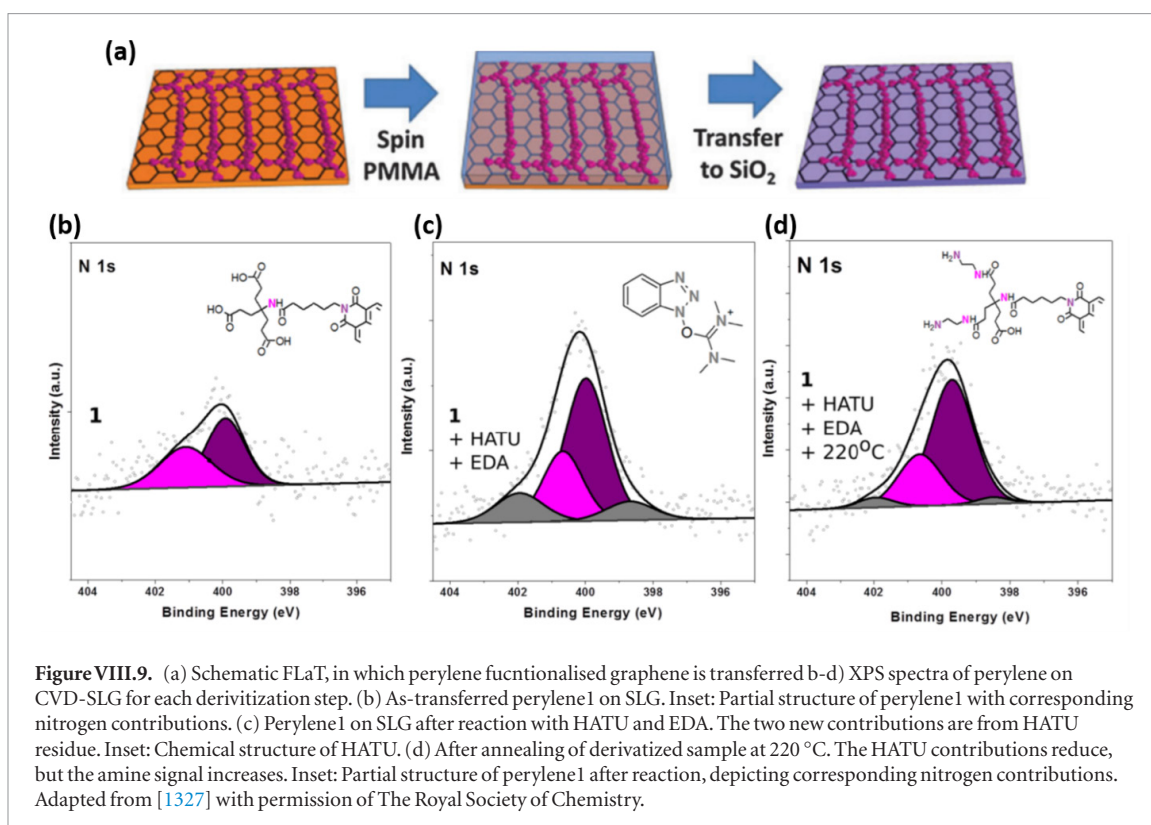 (a)
Spin
PMMA
Transfer
to SiO₂
(b)
N 1s
HO
O
O
HO
NH
H
O
O
N
O
O
OH
O
1
Intensity (a.u.)
404 402 400 398 396
Binding Energy (eV)
(c)
N 1s
N
N
N
O
N
+
N
1
+ HATU
+ EDA
Intensity (a.u.)
404 402 400 398 396
Binding Energy (eV)
(d)
N 1s
H₂N
HN
O
NH
H₂N
NH
O
O
OH
O
O
N
O
1
+ HATU
+ EDA
+ 220⁰C
Intensity (a.u.)
404 402 400 398 396
Binding Energy (eV)
Figure VIII.9. (a) Schematic FLaT, in which perylene fucntionalised graphene is transferred b-d) XPS spectra of perylene on
CVD-SLG for each derivitization step. (b) As-transferred perylene1 on SLG. Inset: Partial structure of perylene1 with corresponding
nitrogen contributions. (c) Perylene1 on SLG after reaction with HATU and EDA. The two new contributions are from HATU
residue. Inset: Chemical structure of HATU. (d) After annealing of derivatized sample at 220 °C. The HATU contributions reduce,
but the amine signal increases. Inset: Partial structure of perylene1 after reaction, depicting corresponding nitrogen contributions.
Adapted from [1327] with permission of The Royal Society of Chemistry.